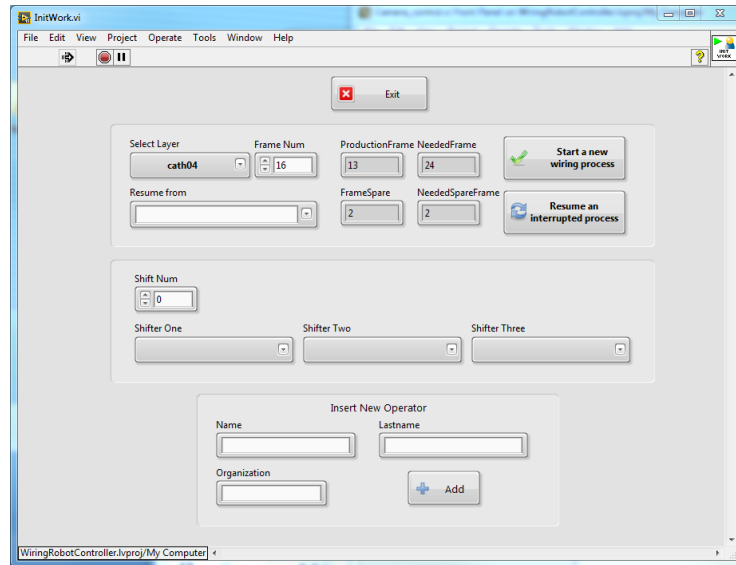 InitWork.vi
File Edit View Project Operate Tools Window Help
INIT
WORK
Exit
Select Layer Frame Num ProductionFrame NeededFrame
cath04 16 13 24
Start a new
wiring process
Resume from FrameSpare NeededSpareFrame
2 2
Resume an
interrupted process
Shift Num
0
Shifter One Shifter Two Shifter Three
Insert New Operator
Name Lastname
Organization
Add
WiringRobotController.lvproj/My Computer